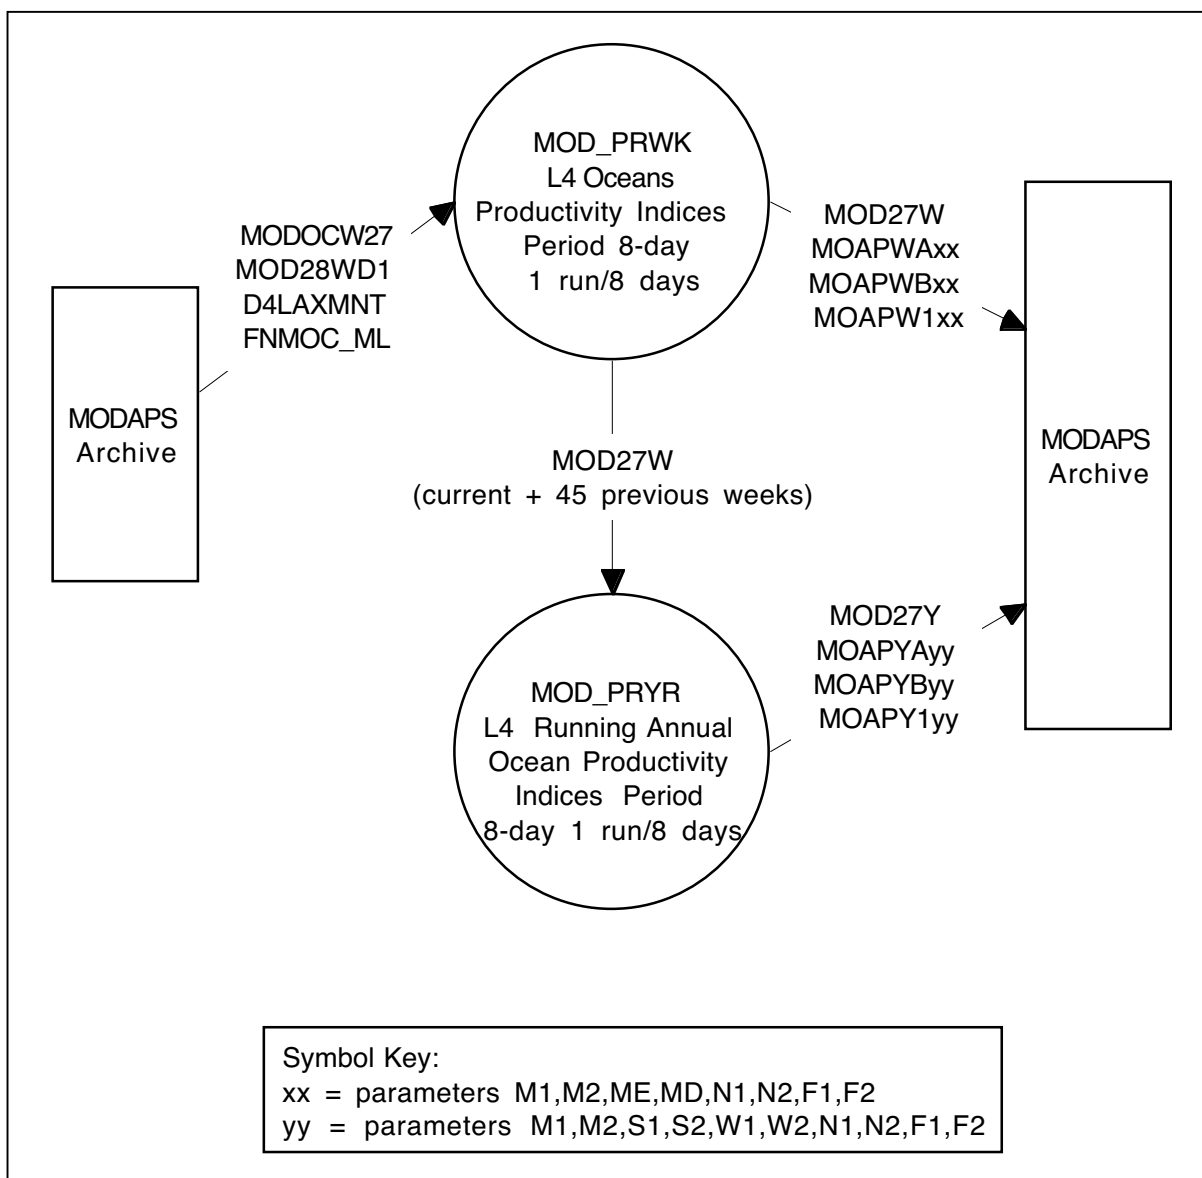 MOD_PRWK
L4 Oceans
Productivity Indices
Period 8-day
1 run/8 days
MODOCW27
MOD28WD1
D4LAXMNT
FNMOC_ML
MOD27W
MOAPWAxx
MOAPWBxx
MOAPW1xx
MODAPS
Archive
MODAPS
Archive
MOD27W
(current + 45 previous weeks)
MOD27Y
MOAPYAyy
MOAPYByy
MOAPY1yy
MOD_PRYR
L4 Running Annual
Ocean Productivity
Indices Period
8-day 1 run/8 days
Symbol Key:
xx = parameters M1,M2,ME,MD,N1,N2,F1,F2
yy = parameters M1,M2,S1,S2,W1,W2,N1,N2,F1,F2